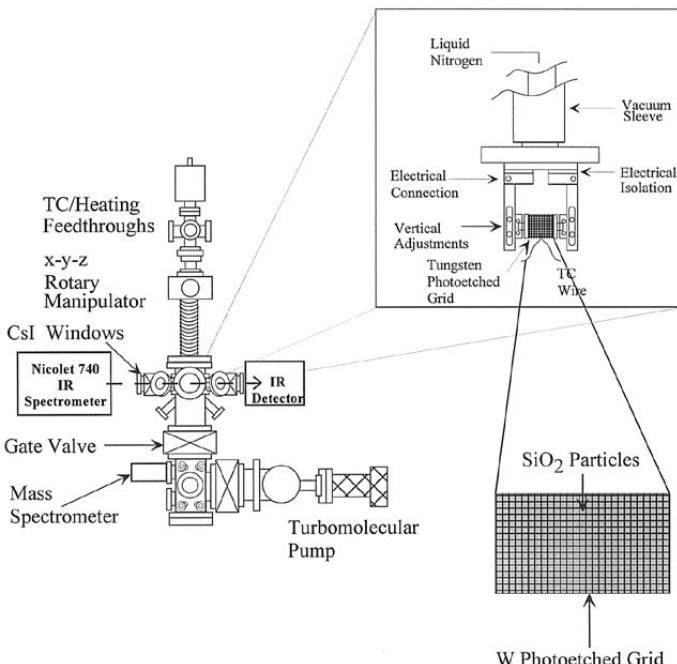 Liquid
Nitrogen
Vacuum
Sleeve
Electrical
Connection
Electrical
Isolation
Vertical
Adjustments
Tungsten
Photoetched
Grid
TC
Wire
TC/Heating
Feedthroughs
x-y-z
Rotary
Manipulator
CsI Windows
Nicolet 740
IR
Spectrometer
IR
Detector
Gate Valve
Mass
Spectrometer
Turbomolecular
Pump
SiO₂ Particles
W Photoetched Grid